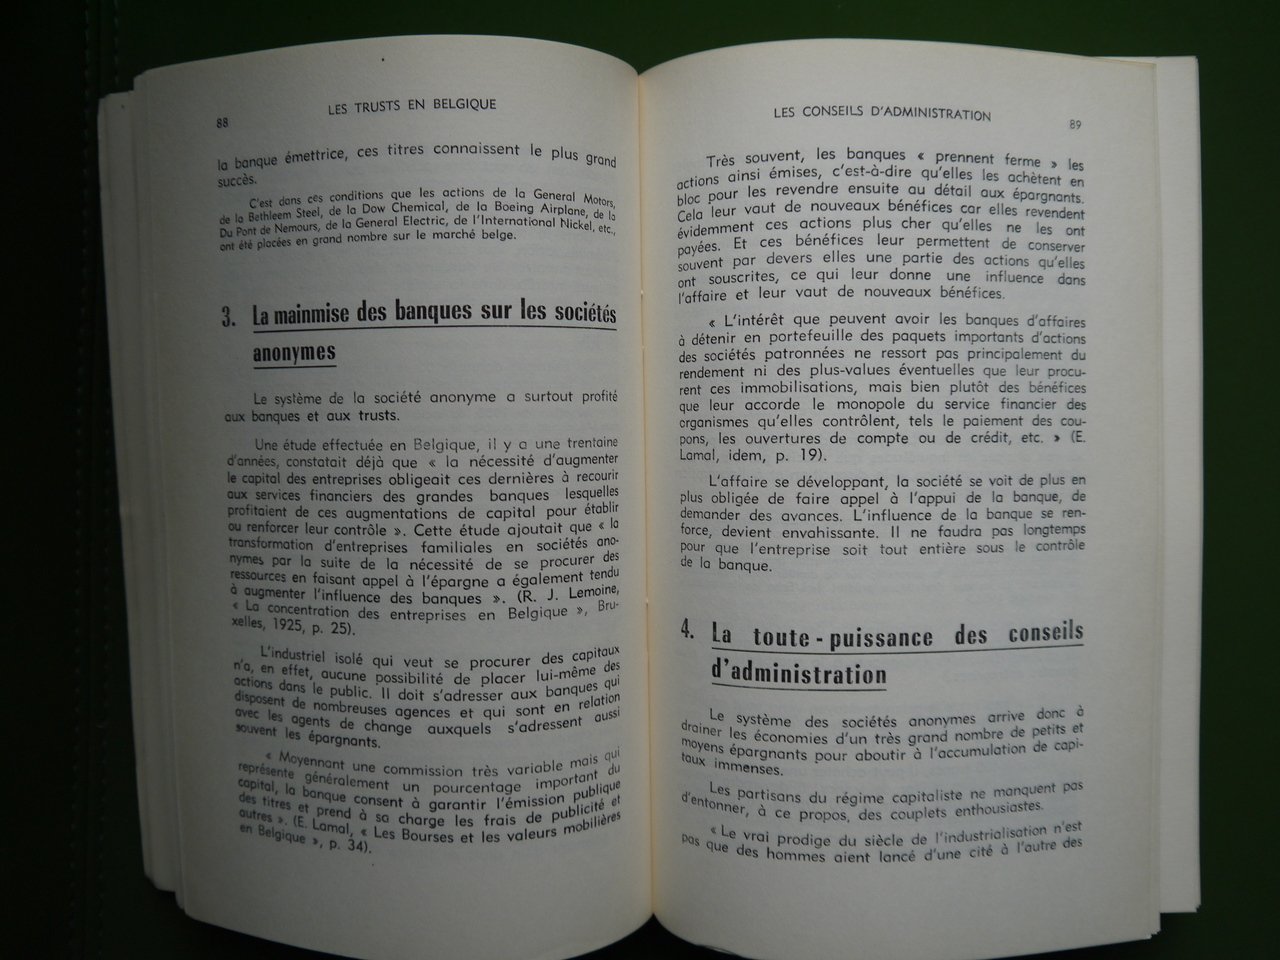 88
LES TRUSTS EN BELGIQUE
la banque émettrice, ces titres connaissent le plus grand
succès.
C'est dans ces conditions que les actions de la General Motors,
de la Bethleem Steel, de la Dow Chemical, de la Boeing Airplane, de la
Du Pont de Nemours, de la General Electric, de l'International Nickel, etc.,
ont été placées en grand nombre sur le marché belge.
3. La mainmise des banques sur les sociétés
anonymes
Le système de la société anonyme a surtout profité
aux banques et aux trusts.
Une étude effectuée en Belgique, il y a une trentaine
d'années, constatait déjà que « la nécessité d'augmenter
le capital des entreprises obligeait ces dernières à recourir
aux services financiers des grandes banques lesquelles
profitaient de ces augmentations de capital pour établir
ou renforcer leur contrôle ». Cette étude ajoutait que « la
transformation d'entreprises familiales en sociétés ano-
nymes par la suite de la nécessité de se procurer des
ressources en faisant appel à l'épargne a également tendu
à augmenter l'influence des banques ». (R. J. Lemoine,
« La concentration des entreprises en Belgique », Bru-
xelles, 1925, p. 25).
L'industriel isolé qui veut se procurer des capitaux
n'a, en effet, aucune possibilité de placer lui-même des
actions dans le public. Il doit s'adresser aux banques qui
disposent de nombreuses agences et qui sont en relation
avec les agents de change auxquels s'adressent aussi
souvent les épargnants.
« Moyennant une commission très variable mais qui
représente généralement un pourcentage important du
capital, la banque consent à garantir l'émission publique
des titres et prend à sa charge les frais de publicité et
autres ». (E. Lamal, « Les Bourses et les valeurs mobilières
en Belgique », p. 34).
LES CONSEILS D'ADMINISTRATION
89
Très souvent, les banques « prennent ferme » les
actions ainsi émises, c'est-à-dire qu'elles les achètent en
bloc pour les revendre ensuite au détail aux épargnants.
Cela leur vaut de nouveaux bénéfices car elles revendent
évidemment ces actions plus cher qu'elles ne les ont
payées. Et ces bénéfices leur permettent de conserver
souvent par devers elles une partie des actions qu'elles
ont souscrites, ce qui leur donne une influence dans
l'affaire et leur vaut de nouveaux bénéfices.
« L'intérêt que peuvent avoir les banques d'affaires
à détenir en portefeuille des paquets importants d'actions
des sociétés patronnées ne ressort pas principalement du
rendement ni des plus-values éventuelles que leur procu-
rent ces immobilisations, mais bien plutôt des bénéfices
que leur accorde le monopole du service financier des
organismes qu'elles contrôlent, tels le paiement des cou-
pons, les ouvertures de compte ou de crédit, etc. » (E.
Lamal, idem, p. 19).
L'affaire se développant, la société se voit de plus en
plus obligée de faire appel à l'appui de la banque, de
demander des avances. L'influence de la banque se ren-
force, devient envahissante. Il ne faudra pas longtemps
pour que l'entreprise soit tout entière sous le contrôle
de la banque.
4. La toute-puissance des conseils
d'administration
Le système des sociétés anonymes arrive donc à
drainer les économies d'un très grand nombre de petits et
moyens épargnants pour aboutir à l'accumulation de capi-
taux immenses.
Les partisans du régime capitaliste ne manquent pas
d'entonner, à ce propos, des couplets enthousiastes.
« Le vrai prodige du siècle de l'industrialisation n'est
pas que des hommes aient lancé d'une cité à l'autre des